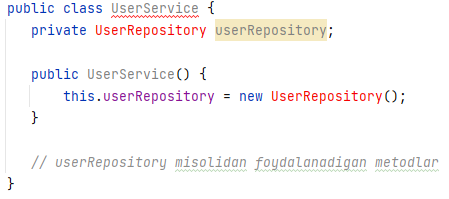 public class UserService {
private UserRepository userRepository;
public UserService() {
this.userRepository = new UserRepository();
}
// userRepository misolidan foydalanadigan metodlar
}